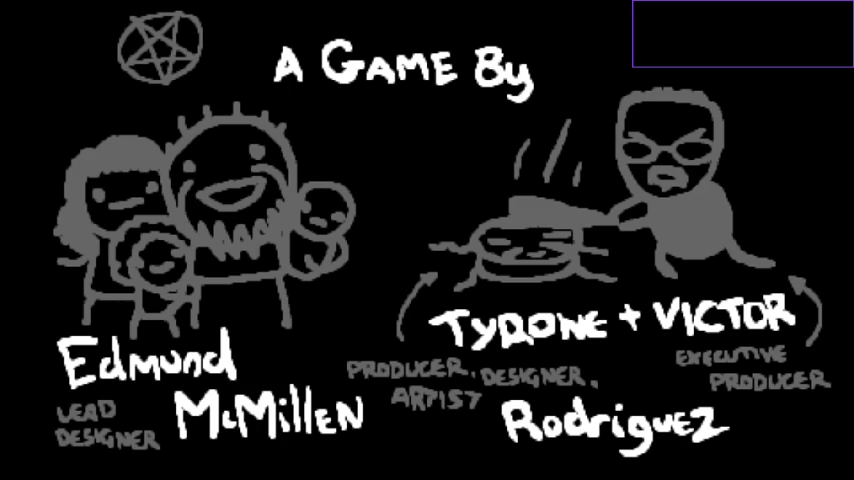 A GAME By
Edmund
McMillEN
LEAD
DESIGNER
TYRONE + VICTOR
PRODUCER. DESIGNER.
ARTIST
EXECUTIVE
PRODUCER
RodriguEZ